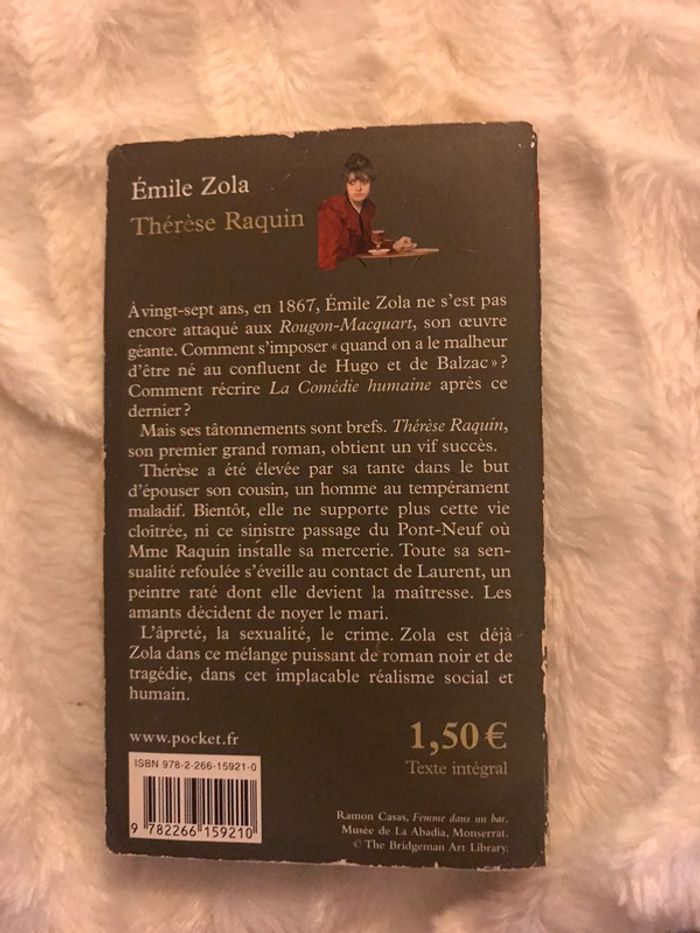 Émile Zola
Thérèse Raquin
À vingt-sept ans, en 1867, Émile Zola ne s'est pas
encore attaqué aux Rougon-Macquart, son œuvre
géante. Comment s'imposer « quand on a le malheur
d'être né au confluent de Hugo et de Balzac » ?
Comment récrire La Comédie humaine après ce
dernier ?
Mais ses tâtonnements sont brefs. Thérèse Raquin,
son premier grand roman, obtient un vif succès.
Thérèse a été élevée par sa tante dans le but
d'épouser son cousin, un homme au tempérament
maladif. Bientôt, elle ne supporte plus cette vie
cloîtrée, ni ce sinistre passage du Pont-Neuf où
Mme Raquin installe sa mercerie. Toute sa sen-
sualité refoulée s'éveille au contact de Laurent, un
peintre raté dont elle devient la maîtresse. Les
amants décident de noyer le mari.
L'âpreté, la sexualité, le crime. Zola est déjà
Zola dans ce mélange puissant de roman noir et de
tragédie, dans cet implacable réalisme social et
humain.
www.pocket.fr
1,50 €
Texte intégral
ISBN 978-2-266-15921-0
9 782266 159210
Ramon Casas, Femme dans un bar.
Musée de La Abadia, Monserrat.
© The Bridgeman Art Library.